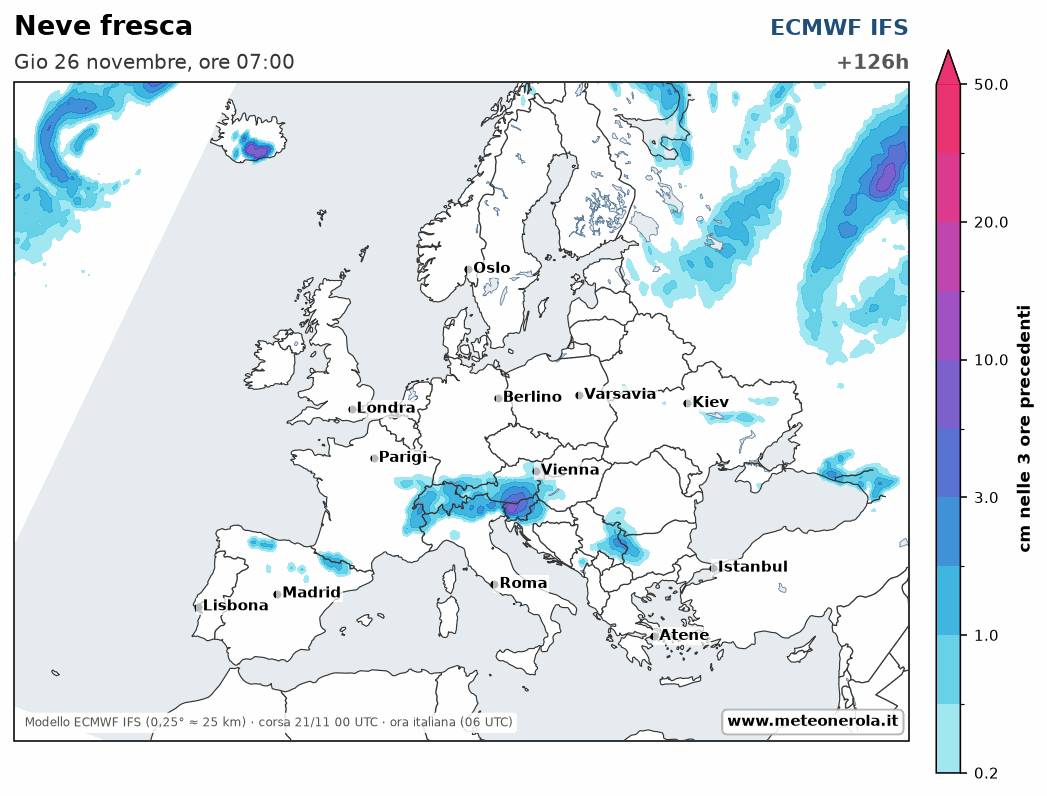 Neve fresca
ECMWF IFS
Gio 26 novembre, ore 07:00
+126h
50.0
20.0
10.0
3.0
1.0
0.2
cm nelle 3 ore precedenti
Oslo
Berlino
Varsavia
Kiev
Londra
Parigi
Vienna
Istanbul
Roma
Madrid
Lisbona
Atene
Modello ECMWF IFS (0,25° ≈ 25 km) · corsa 21/11 00 UTC · ora italiana (06 UTC)
www.meteonerola.it